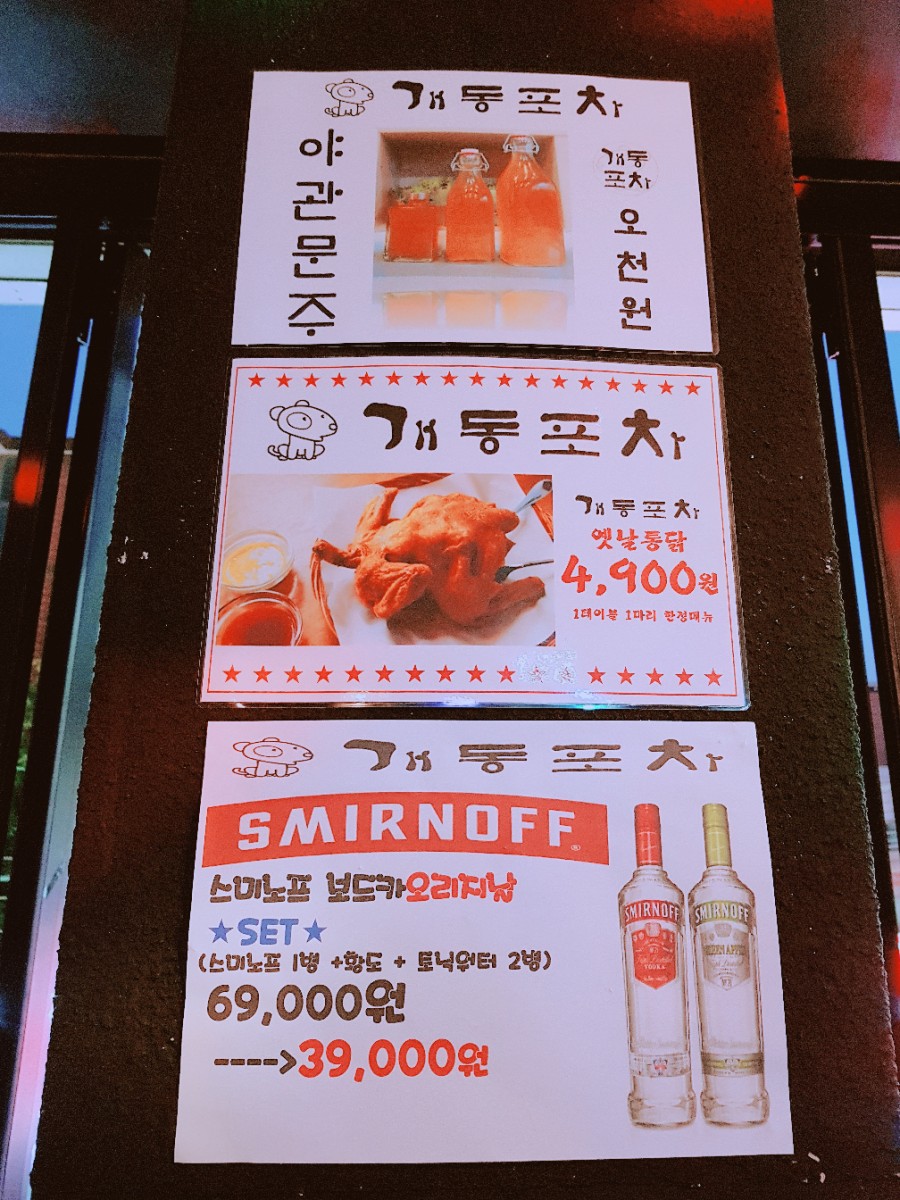 개동포차
야관문주
개동
포차
오천원
개동포차
개동포차
옛날통닭
4,900원
1테이블 1마리 한정메뉴
개동포차
SMIRNOFF
스미노프 보드카오리지날
★SET★
(스미노프 1병 +황도 + 토닉워터 2병)
69,000원
---->39,000원
SMIRNOFF
VODKA
SMIRNOFF
GREEN APPLE